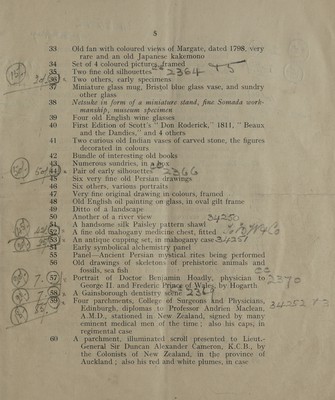 5
33 Old fan with coloured views of Margate, dated 1798, very
rare and an old Japanese kakemono
34 Set of 4 coloured pictures, framed
35 Two fine old silhouettes 2364
36 Two others, early specimens
37 Miniature glass mug, Bristol blue glass vase, and sundry
other glass
38 Netsuke in form of a miniature stand, fine Somada work-
manship, museum specimen
39 Four old English wine glasses
40 First Edition of Scott's "Don Roderick," 1811, "Beaux
and the Dandies," and 4 others
41 Two curious old Indian vases of carved stone, the figures
decorated in colours
42 Bundle of interesting old books
43 Numerous sundries, in a box
44 Pair of early silhouettes 2366
45 Six very fine old Persian drawings
46 Six others, various portraits
47 Very fine original drawing in colours, framed
48 Old English oil painting on glass, in oval gilt frame
49 Ditto of a landscape
50 Another of a river view 34250
51 A handsome silk Paisley pattern shawl
52 A fine old mahogany medicine chest, fitted
53 An antique cupping set, in mahogany case 34251
54 Early symbolical alchemistry panel
55 Panel—Ancient Persian mystical rites being performed
56 Old drawings of skeletons of prehistoric animals and
fossils, sea fish
57 Portrait of Doctor Benjamin Hoadly, physician to 2370
George II. and Frederic Prince of Wales, by Hogarth
58 A Gainsborough dentistry scene 2369
59 Four parchments, College of Surgeons and Physicians,
Edinburgh, diplomas to Professor Andrien Maclean, 34252
A.M.D., stationed in New Zealand, signed by many
eminent medical men of the time; also his caps, in
regimental case
60 A parchment, illuminated scroll presented to Lieut.-
General Sir Duncan Alexander Cameron, K.C.B., by
the Colonists of New Zealand, in the province of
Auckland; also his red and white plumes, in case